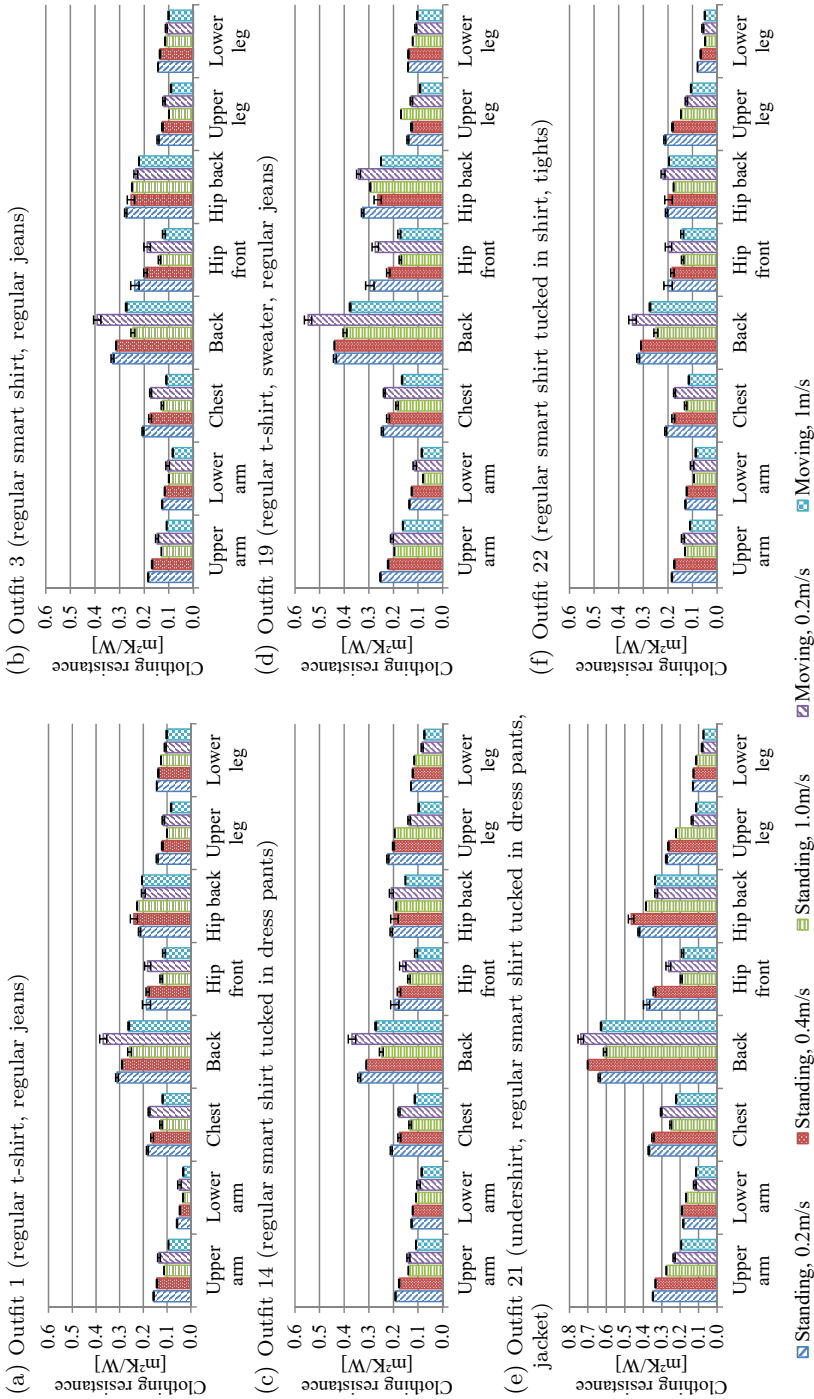 (a) Outfit 1 (regular t-shirt, regular jeans)
Clothing resistance
[m²K/W]
0.6
0.5
0.4
0.3
0.2
0.1
0.0
Upper arm
Lower arm
Chest
Back
Hip front
Hip back
Upper leg
Lower leg
(b) Outfit 3 (regular smart shirt, regular jeans)
Clothing resistance
[m²K/W]
0.6
0.5
0.4
0.3
0.2
0.1
0.0
Upper arm
Lower arm
Chest
Back
Hip front
Hip back
Upper leg
Lower leg
(c) Outfit 14 (regular smart shirt tucked in dress pants)
Clothing resistance
[m²K/W]
0.6
0.5
0.4
0.3
0.2
0.1
0.0
Upper arm
Lower arm
Chest
Back
Hip front
Hip back
Upper leg
Lower leg
(d) Outfit 19 (regular t-shirt, sweater, regular jeans)
Clothing resistance
[m²K/W]
0.6
0.5
0.4
0.3
0.2
0.1
0.0
Upper arm
Lower arm
Chest
Back
Hip front
Hip back
Upper leg
Lower leg
(e) Outfit 21 (undershirt, regular smart shirt tucked in dress pants,
jacket)
Clothing resistance
[m²K/W]
0.8
0.7
0.6
0.5
0.4
0.3
0.2
0.1
0.0
Upper arm
Lower arm
Chest
Back
Hip front
Hip back
Upper leg
Lower leg
(f) Outfit 22 (regular smart shirt tucked in shirt, tights)
Clothing resistance
[m²K/W]
0.6
0.5
0.4
0.3
0.2
0.1
0.0
Upper arm
Lower arm
Chest
Back
Hip front
Hip back
Upper leg
Lower leg
Standing, 0.2m/s
Standing, 0.4m/s
Standing, 1.0m/s
Moving, 0.2m/s
Moving, 1m/s